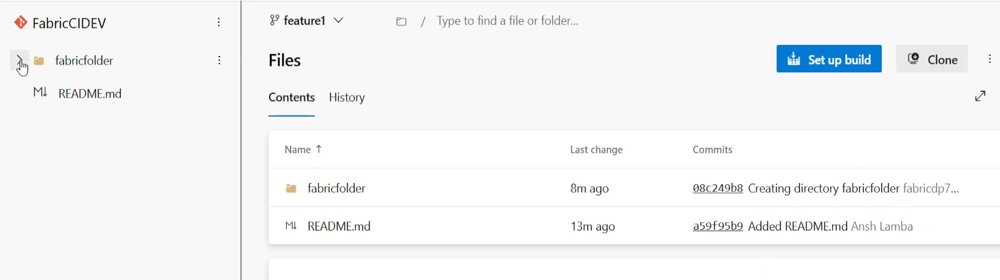 FabricCIDEV
fabricfolder
README.md
feature1
/ Type to find a file or folder...
Files
Set up build
Clone
Contents History
Name ↑ Last change Commits
fabricfolder 8m ago 08c249b8 Creating directory fabricfolder fabricdp7...
README.md 13m ago a59f95b9 Added README.md Ansh Lamba